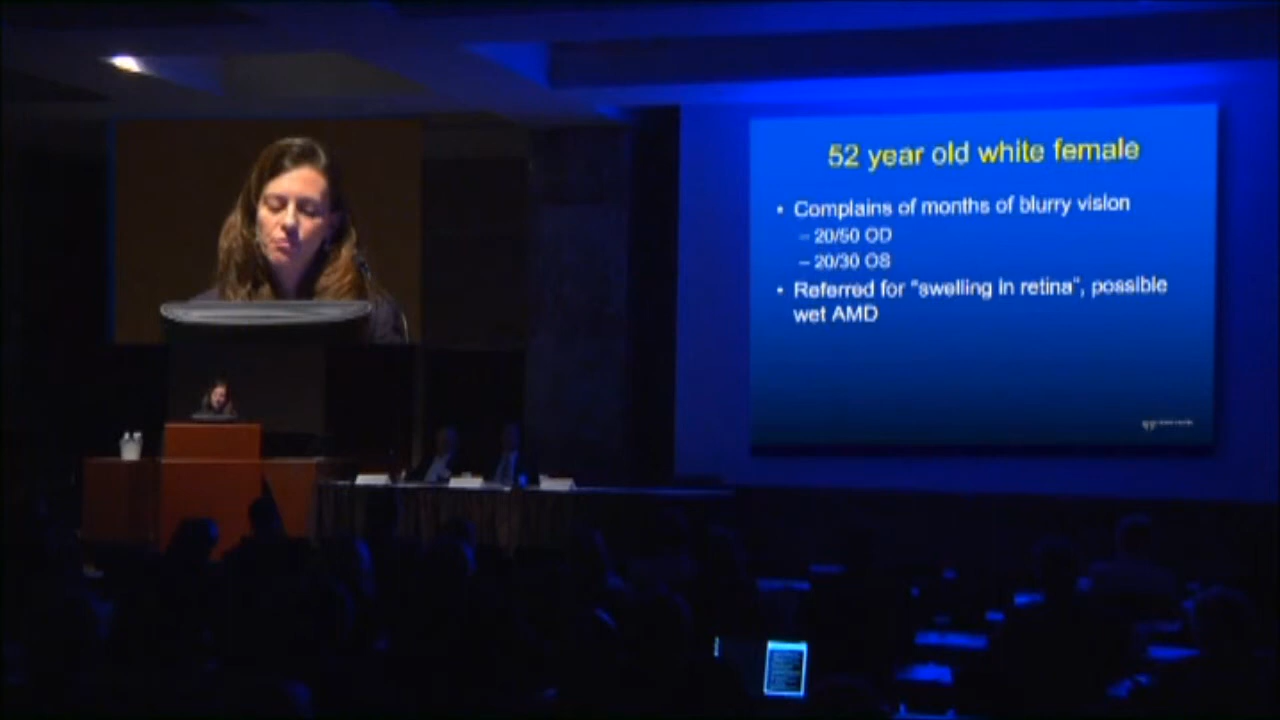 52 year old white female
• Complains of months of blurry vision
– 20/50 OD
– 20/30 OS
• Referred for "swelling in retina", possible
wet AMD